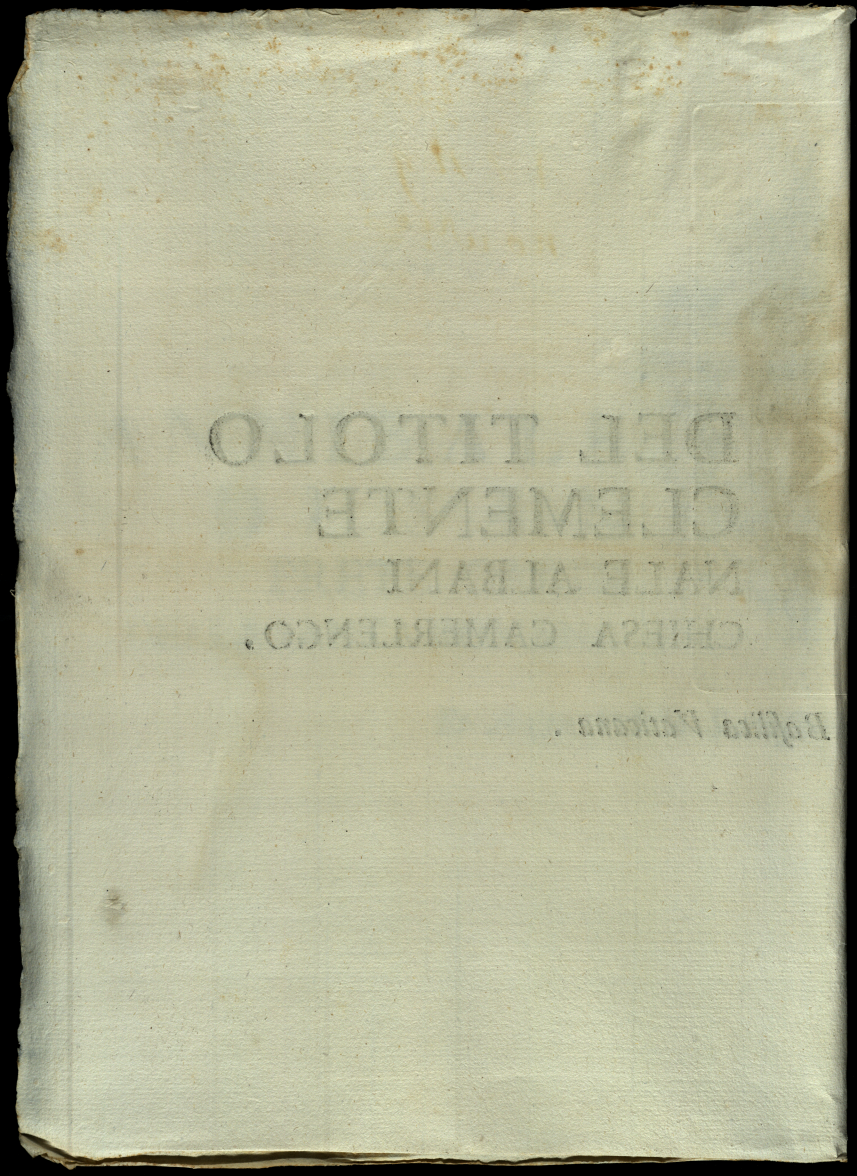 DEL TITOLO
CLEMENTE
NALE ALBANI
CHIESA CAMERLENGO.
Baſilica Vaticana.